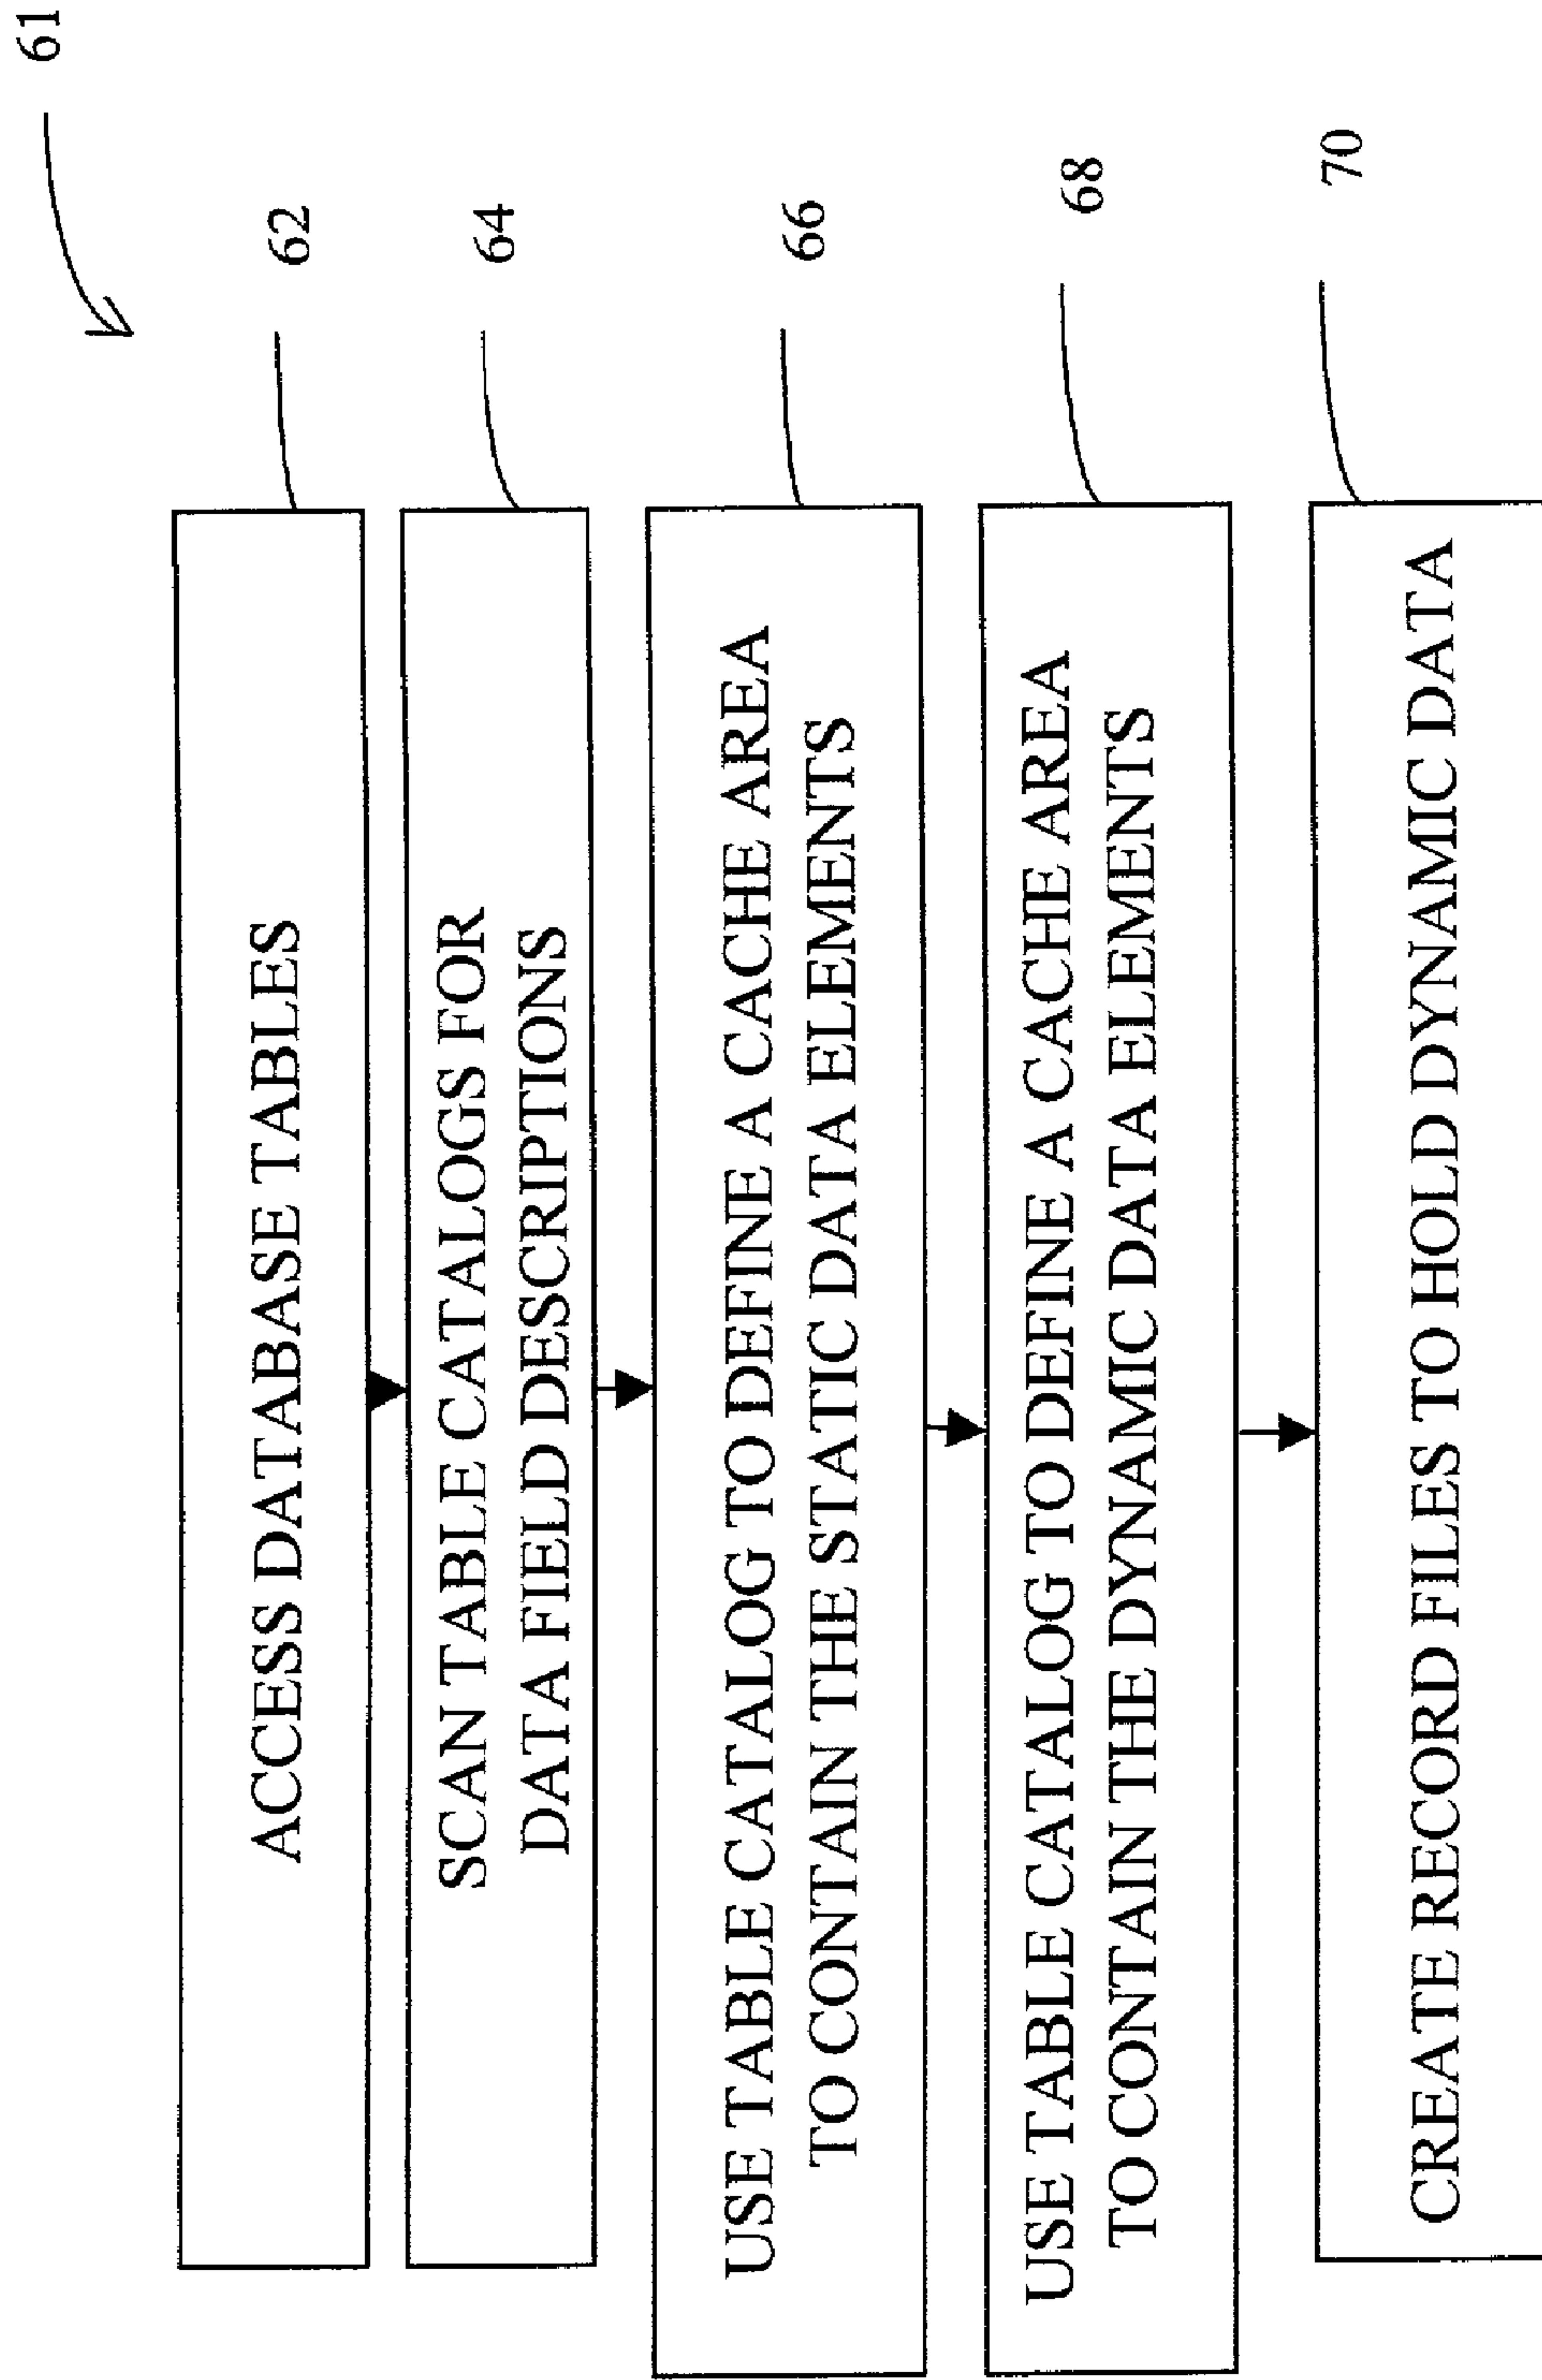 61
62
ACCESS DATABASE TABLES
64
SCAN TABLE CATALOGS FOR
DATA FIELD DESCRIPTIONS
66
USE TABLE CATALOG TO DEFINE A CACHE AREA
TO CONTAIN THE STATIC DATA ELEMENTS
68
USE TABLE CATALOG TO DEFINE A CACHE AREA
TO CONTAIN THE DYNAMIC DATA ELEMENTS
70
CREATE RECORD FILES TO HOLD DYNAMIC DATA